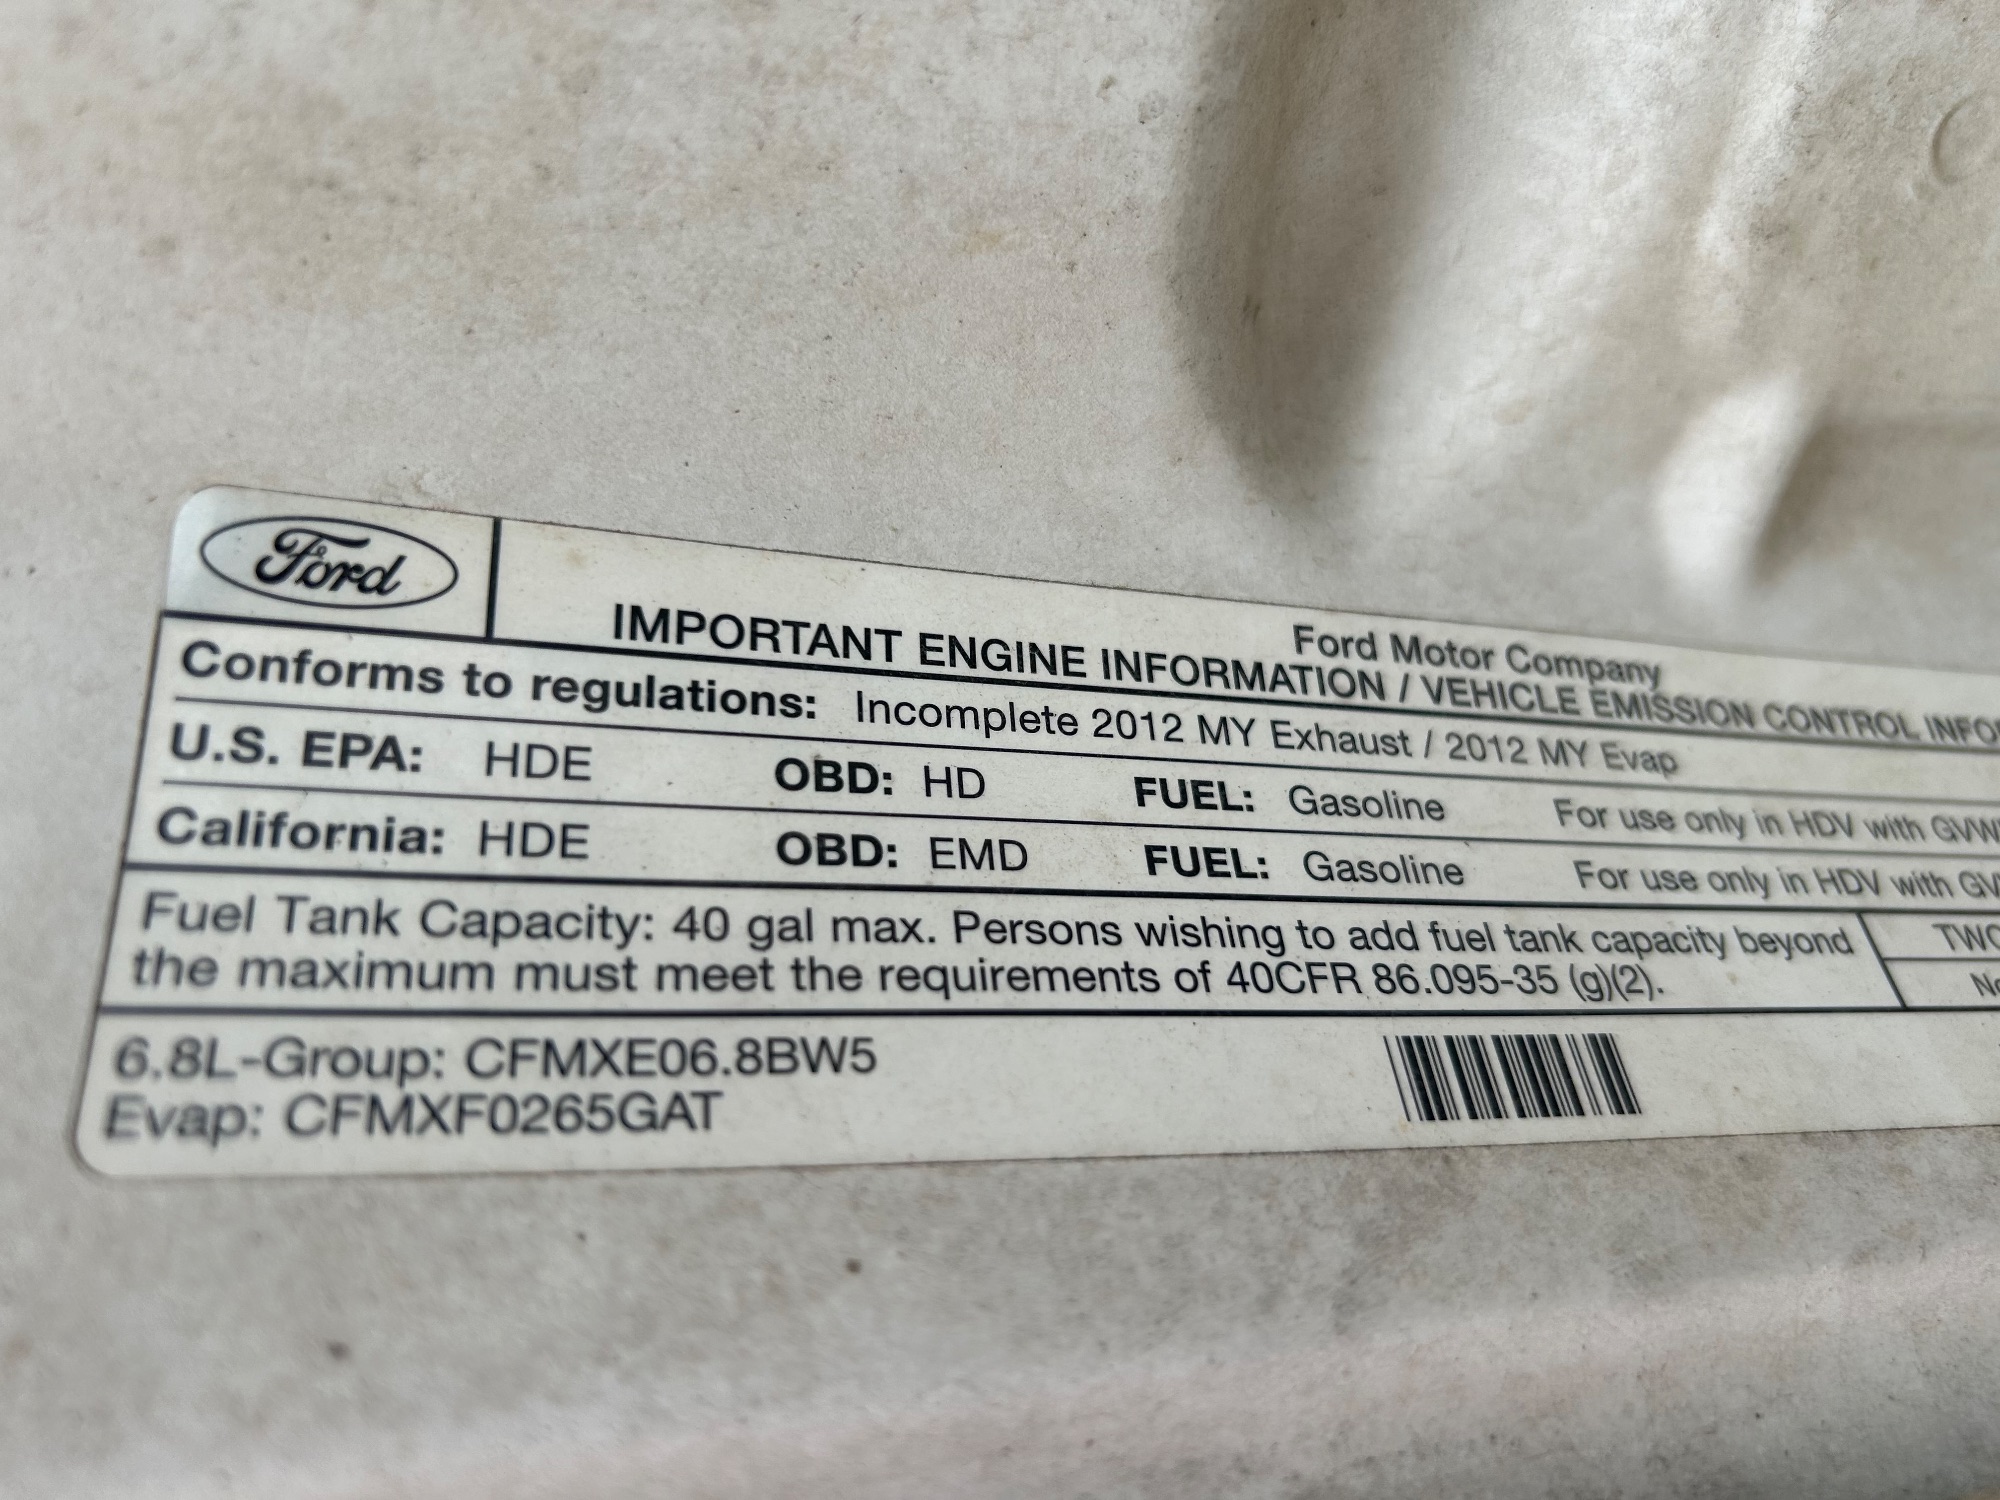 Ford
Ford Motor Company
IMPORTANT ENGINE INFORMATION / VEHICLE EMISSION CONTROL
Conforms to regulations: Incomplete 2012 MY Exhaust / 2012 MY Evap
U.S. EPA: HDE OBD: HD FUEL: Gasoline For use only in HDV with
California: HDE OBD: EMD FUEL: Gasoline For use only in HDV with
Fuel Tank Capacity: 40 gal max. Persons wishing to add fuel tank capacity beyond
the maximum must meet the requirements of 40CFR 86.095-35 (g)(2).
6.8L-Group: CFMXE06.8BW5
Evap: CFMXF0265GAT